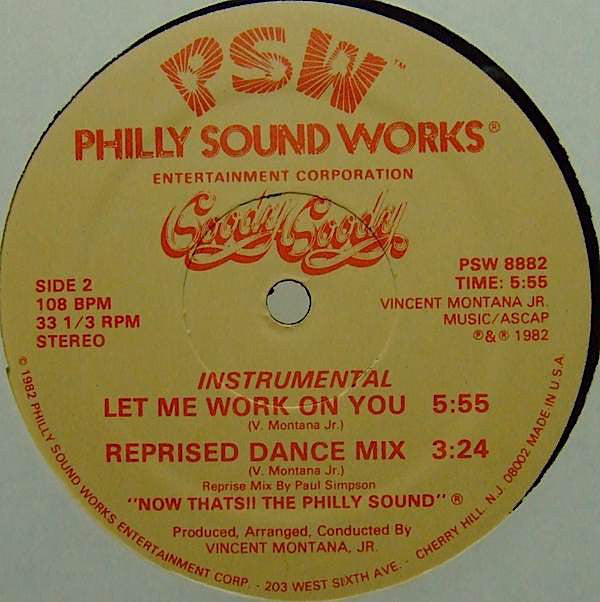 PSW™
PHILLY SOUND WORKS®
ENTERTAINMENT CORPORATION
Goody Goody
SIDE 2
108 BPM
33 1/3 RPM
STEREO
PSW 8882
TIME: 5:55
VINCENT MONTANA JR.
MUSIC/ASCAP
℗&® 1982
INSTRUMENTAL
LET ME WORK ON YOU 5:55
(V. Montana Jr.)
REPRISED DANCE MIX 3:24
(V. Montana Jr.)
Reprise Mix By Paul Simpson
"NOW THATS!! THE PHILLY SOUND"®
Produced, Arranged, Conducted By
VINCENT MONTANA, JR.
© 1982 PHILLY SOUND WORKS ENTERTAINMENT CORP. - 203 WEST SIXTH AVE. - CHERRY HILL, N.J. 08002 MADE IN U.S.A.